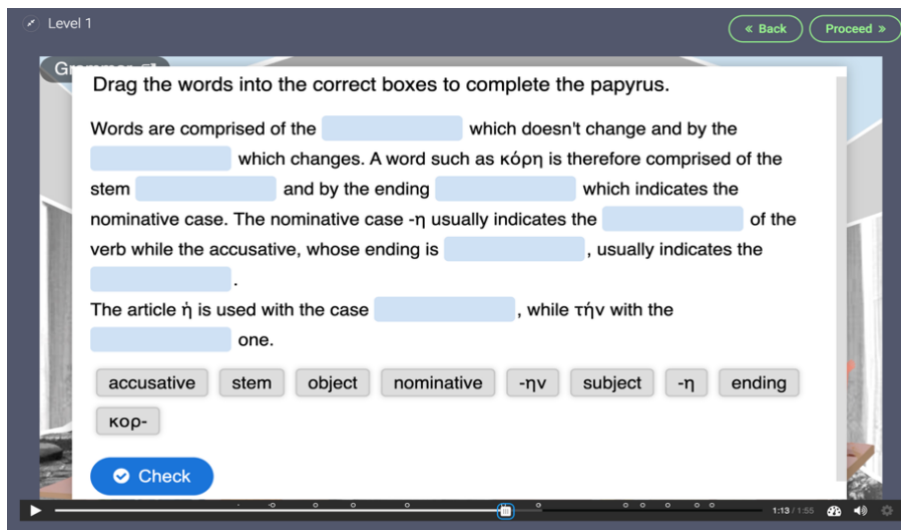 Level 1
« Back
Proceed »
Drag the words into the correct boxes to complete the papyrus.
Words are comprised of the which doesn't change and by the
which changes. A word such as κόρη is therefore comprised of the
stem and by the ending which indicates the
nominative case. The nominative case -η usually indicates the of the
verb while the accusative, whose ending is , usually indicates the
.
The article ἡ is used with the case , while τήν with the
one.
accusative stem object nominative -ην subject -η ending
κορ-
Check
1:13 / 1:55